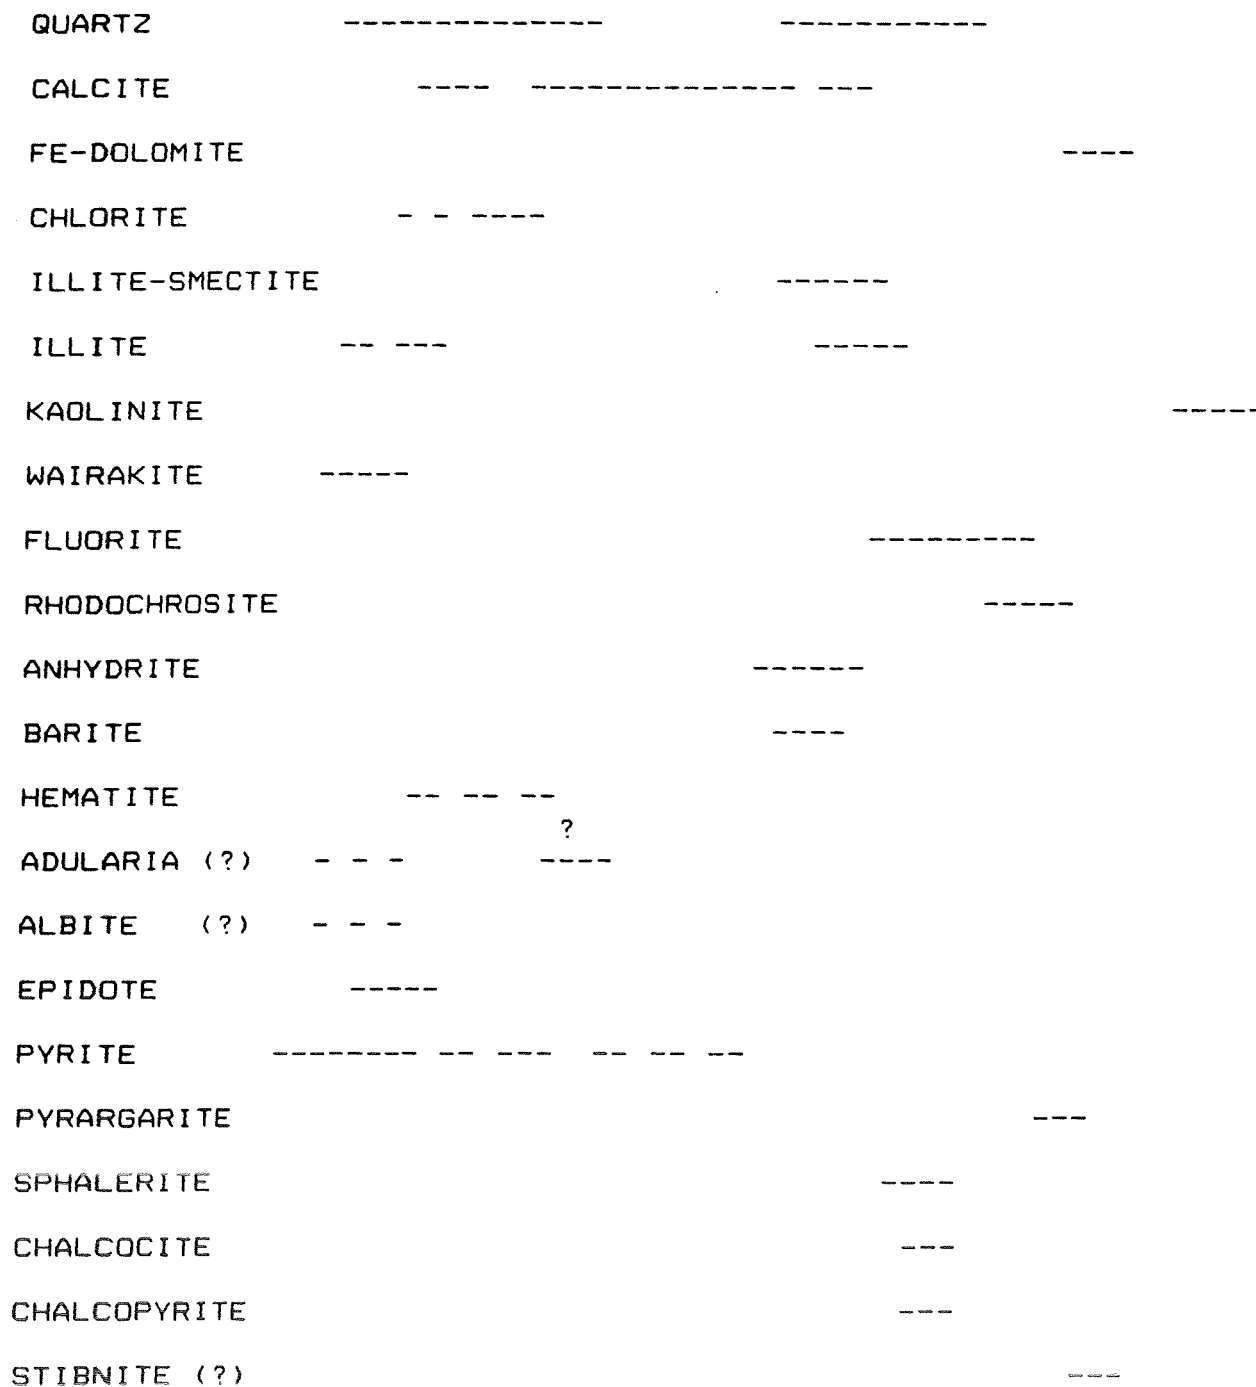 QUARTZ -------------- -----------
CALCITE ---- -------------- ---
FE-DOLOMITE ----
CHLORITE - - ----
ILLITE-SMECTITE ------
ILLITE -- --- -----
KAOLINITE -----
WAIRAKITE -----
FLUORITE ---------
RHODOCHROSITE -----
ANHYDRITE ------
BARITE ----
HEMATITE -- -- --
?
ADULARIA (?) - - - ----
ALBITE (?) - - -
EPIDOTE -----
PYRITE -------- -- --- -- -- --
PYRARGARITE ---
SPHALERITE ----
CHALCOCITE ---
CHALCOPYRITE ---
STIBNITE (?) ---